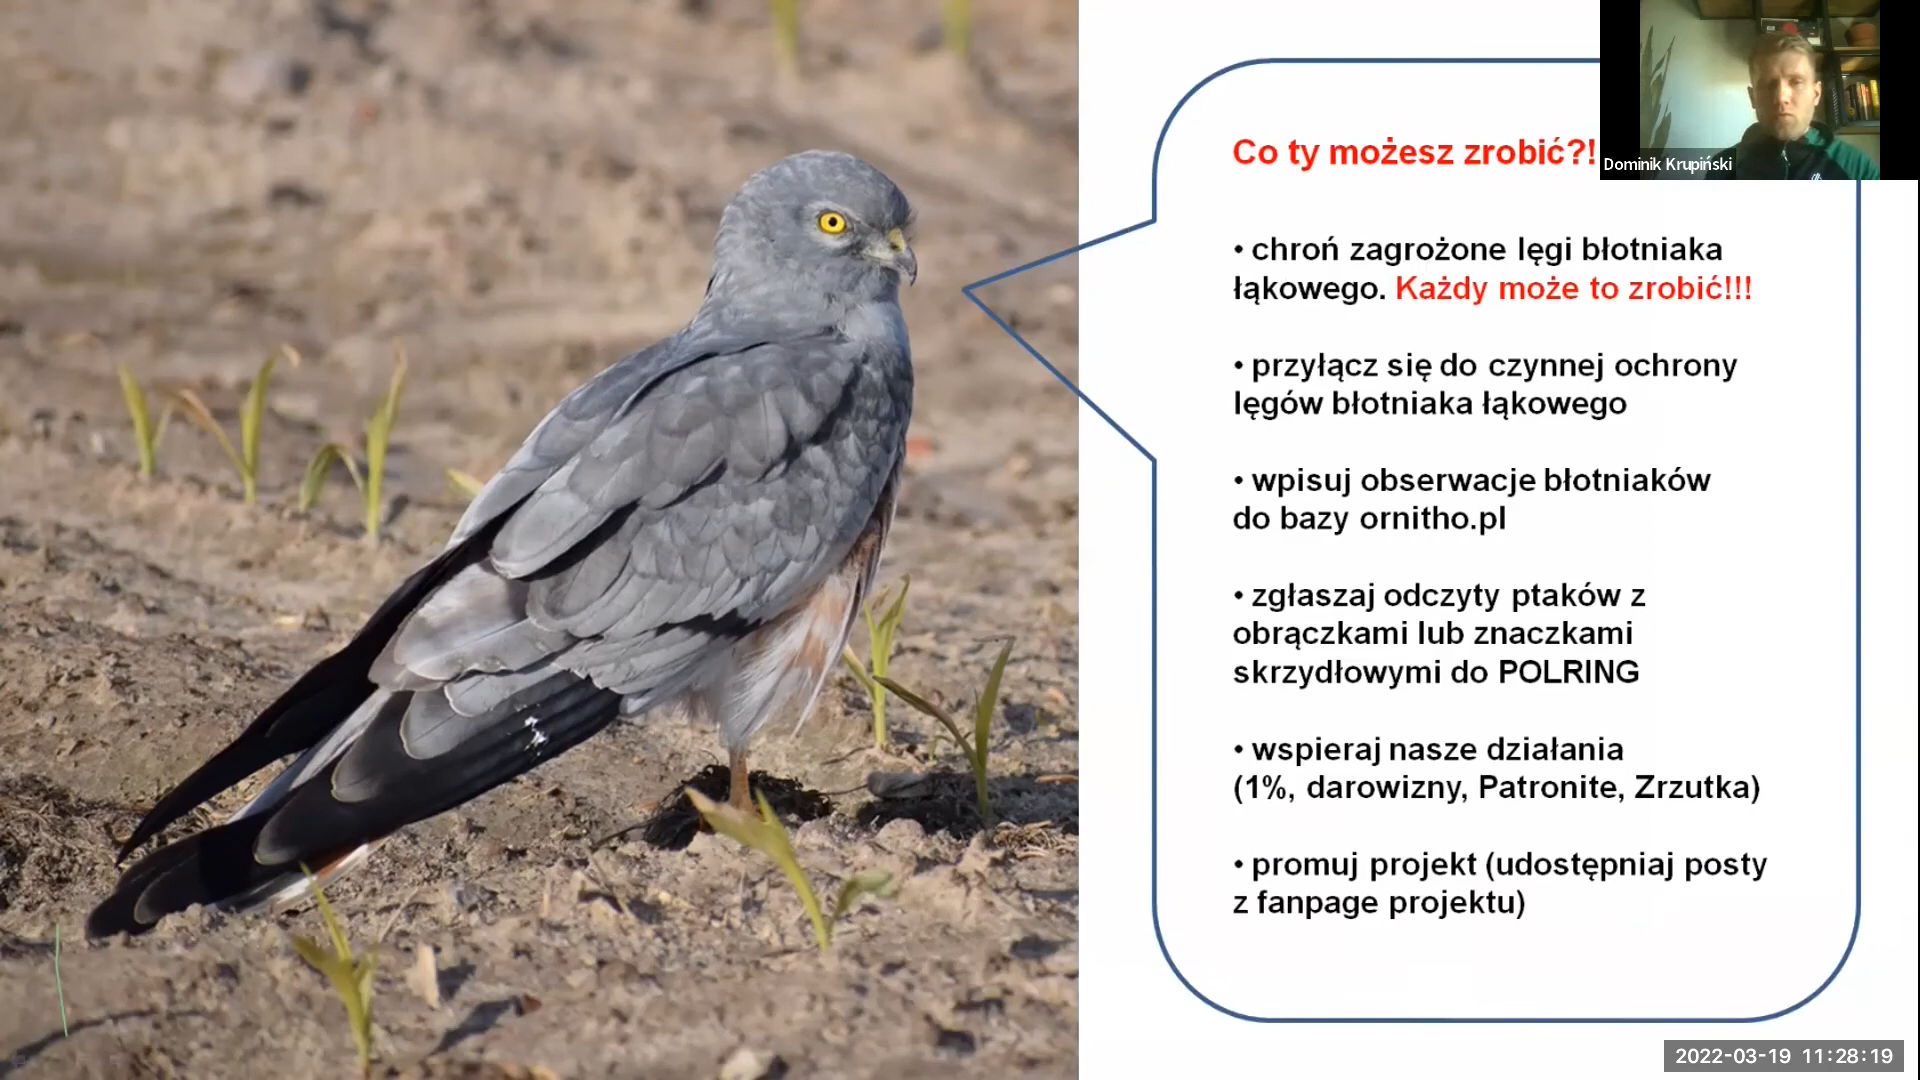 Co ty możesz zrobić?!
Dominik Krupiński
• chroń zagrożone lęgi błotniaka
łąkowego. Każdy może to zrobić!!!
• przyłącz się do czynnej ochrony
lęgów błotniaka łąkowego
• wpisuj obserwacje błotniaków
do bazy ornitho.pl
• zgłaszaj odczyty ptaków z
obrączkami lub znaczkami
skrzydłowymi do POLRING
• wspieraj nasze działania
(1%, darowizny, Patronite, Zrzutka)
• promuj projekt (udostępniaj posty
z fanpage projektu)
2022-03-19 11:28:19